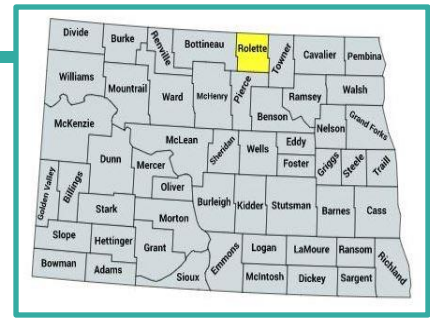 Divide
Burke
Renville
Bottineau
Rolette
Towner
Cavalier
Pembina
Williams
Mountrail
Ward
McHenry
Pierce
Ramsey
Walsh
Benson
Nelson
Grand Forks
McKenzie
McLean
Sheridan
Wells
Eddy
Foster
Griggs
Steele
Traill
Dunn
Mercer
Oliver
Golden Valley
Billings
Stark
Morton
Burleigh
Kidder
Stutsman
Barnes
Cass
Slope
Hettinger
Grant
Emmons
Logan
LaMoure
Ransom
Richland
Bowman
Adams
Sioux
McIntosh
Dickey
Sargent